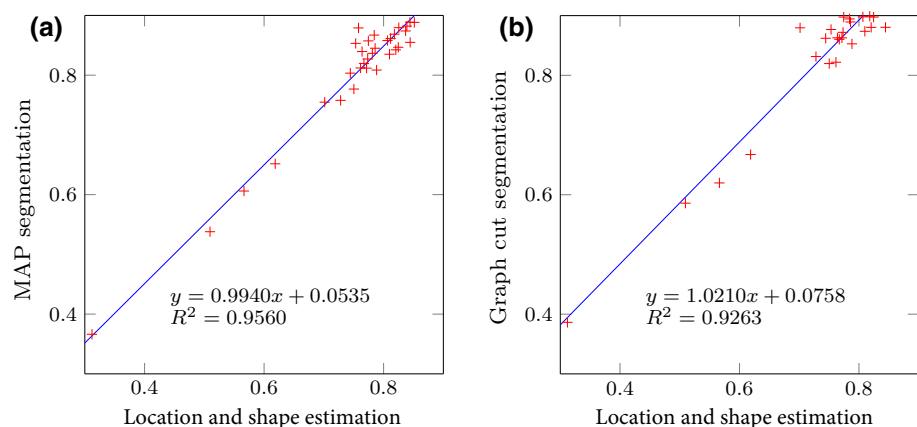 (a)
MAP segmentation
0.8
0.6
0.4
y = 0.9940x + 0.0535
R² = 0.9560
0.4 0.6 0.8
Location and shape estimation
(b)
Graph cut segmentation
0.8
0.6
0.4
y = 1.0210x + 0.0758
R² = 0.9263
0.4 0.6 0.8
Location and shape estimation